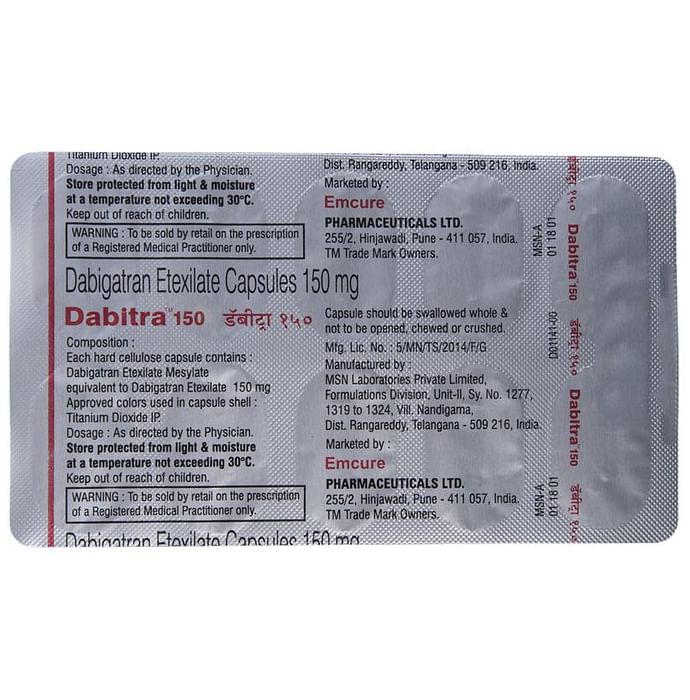 Titanium Dioxide IP.
Dosage : As directed by the Physician.
Store protected from light & moisture
at a temperature not exceeding 30°C.
Keep out of reach of children.
WARNING : To be sold by retail on the prescription
of a Registered Medical Practitioner only.
Dist. Rangareddy, Telangana - 509 216, India.
Marketed by :
Emcure
PHARMACEUTICALS LTD.
255/2, Hinjawadi, Pune - 411 057, India.
TM Trade Mark Owners.
Dabigatran Etexilate Capsules 150 mg
Dabitra™ 150 डॅबीट्रा १५०
Composition :
Each hard cellulose capsule contains :
Dabigatran Etexilate Mesylate
equivalent to Dabigatran Etexilate 150 mg
Approved colors used in capsule shell :
Titanium Dioxide IP.
Dosage : As directed by the Physician.
Store protected from light & moisture
at a temperature not exceeding 30°C.
Keep out of reach of children.
WARNING : To be sold by retail on the prescription
of a Registered Medical Practitioner only.
Capsule should be swallowed whole &
not to be opened, chewed or crushed.
Mfg. Lic. No. : 5/MN/TS/2014/F/G
Manufactured by :
MSN Laboratories Private Limited,
Formulations Division, Unit-II, Sy. No. 1277,
1319 to 1324, Vill. Nandigama,
Dist. Rangareddy, Telangana - 509 216, India.
Marketed by :
Emcure
PHARMACEUTICALS LTD.
255/2, Hinjawadi, Pune - 411 057, India.
TM Trade Mark Owners.
Dabigatran Etexilate Capsules 150 mg
MSN-A
01 18 01
D01141-00
MSN-A
01 18 01
१५० Dabitra™ 150 डॅबीट्रा १५० Dabitra™ 150 डॅबीट्रा १५०